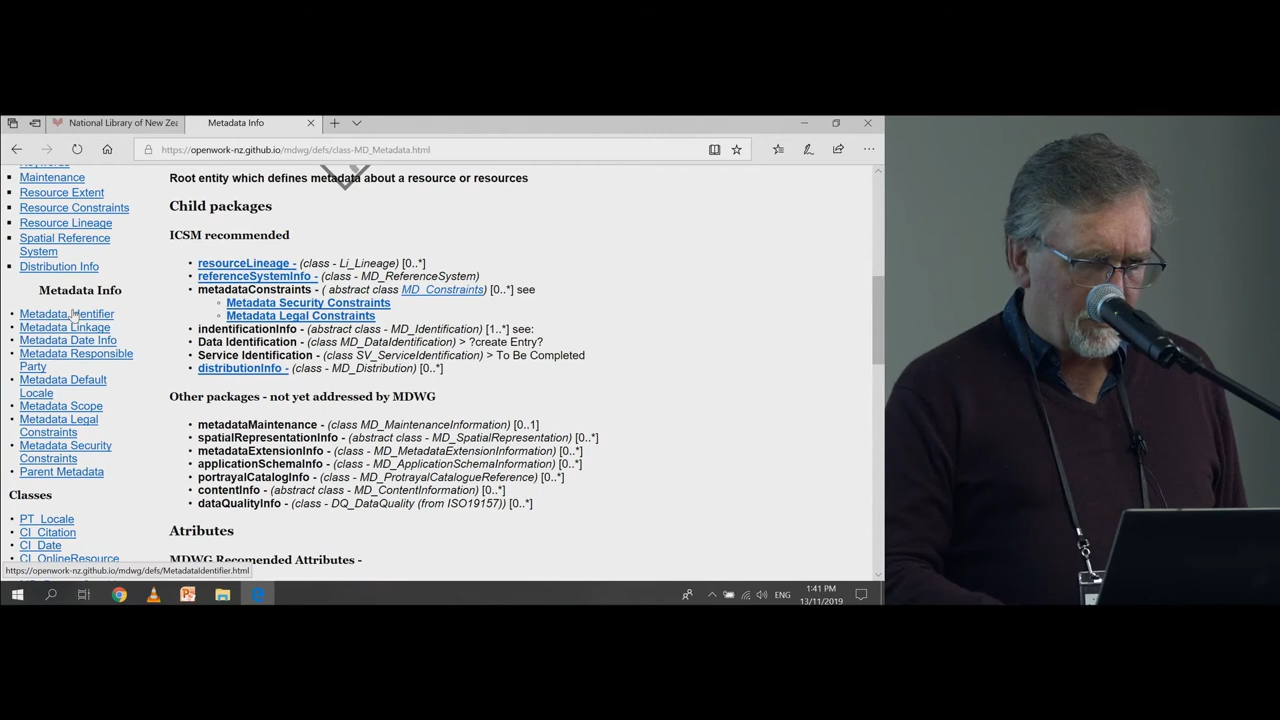 National Library of New Zea
Metadata Info
https://openwork-nz.github.io/mdwg/defs/class-MD_Metadata.html
Keywords
Maintenance
Resource Extent
Resource Constraints
Resource Lineage
Spatial Reference
System
Distribution Info
Metadata Info
Metadata Identifier
Metadata Linkage
Metadata Date Info
Metadata Responsible
Party
Metadata Default
Locale
Metadata Scope
Metadata Legal
Constraints
Metadata Security
Constraints
Parent Metadata
Classes
PT_Locale
CI_Citation
CI_Date
CI_OnlineResource
Root entity which defines metadata about a resource or resources
Child packages
ICSM recommended
resourceLineage - (class - Li_Lineage) [0..*]
referenceSystemInfo - (class - MD_ReferenceSystem)
metadataConstraints - ( abstract class MD_Constraints) [0..*] see
Metadata Security Constraints
Metadata Legal Constraints
indentificationInfo - (abstract class - MD_Identification) [1..*] see:
Data Identification - (class MD_DataIdentification) > ?create Entry?
Service Identification - (class SV_ServiceIdentification) > To Be Completed
distributionInfo - (class - MD_Distribution) [0..*]
Other packages - not yet addressed by MDWG
metadataMaintenance - (class MD_MaintenanceInformation) [0..1]
spatialRepresentationInfo - (abstract class - MD_SpatialRepresentation) [0..*]
metadataExtensionInfo - (class - MD_MetadataExtensionInformation) [0..*]
applicationSchemaInfo - (class - MD_ApplicationSchemaInformation) [0..*]
portrayalCatalogInfo - (class - MD_ProtrayalCatalogueReference) [0..*]
contentInfo - (abstract class - MD_ContentInformation) [0..*]
dataQualityInfo - (class - DQ_DataQuality (from ISO19157)) [0..*]
Atributes
MDWG Recomended Attributes -
https://openwork-nz.github.io/mdwg/defs/MetadataIdentifier.html
ENG
1:41 PM
13/11/2019